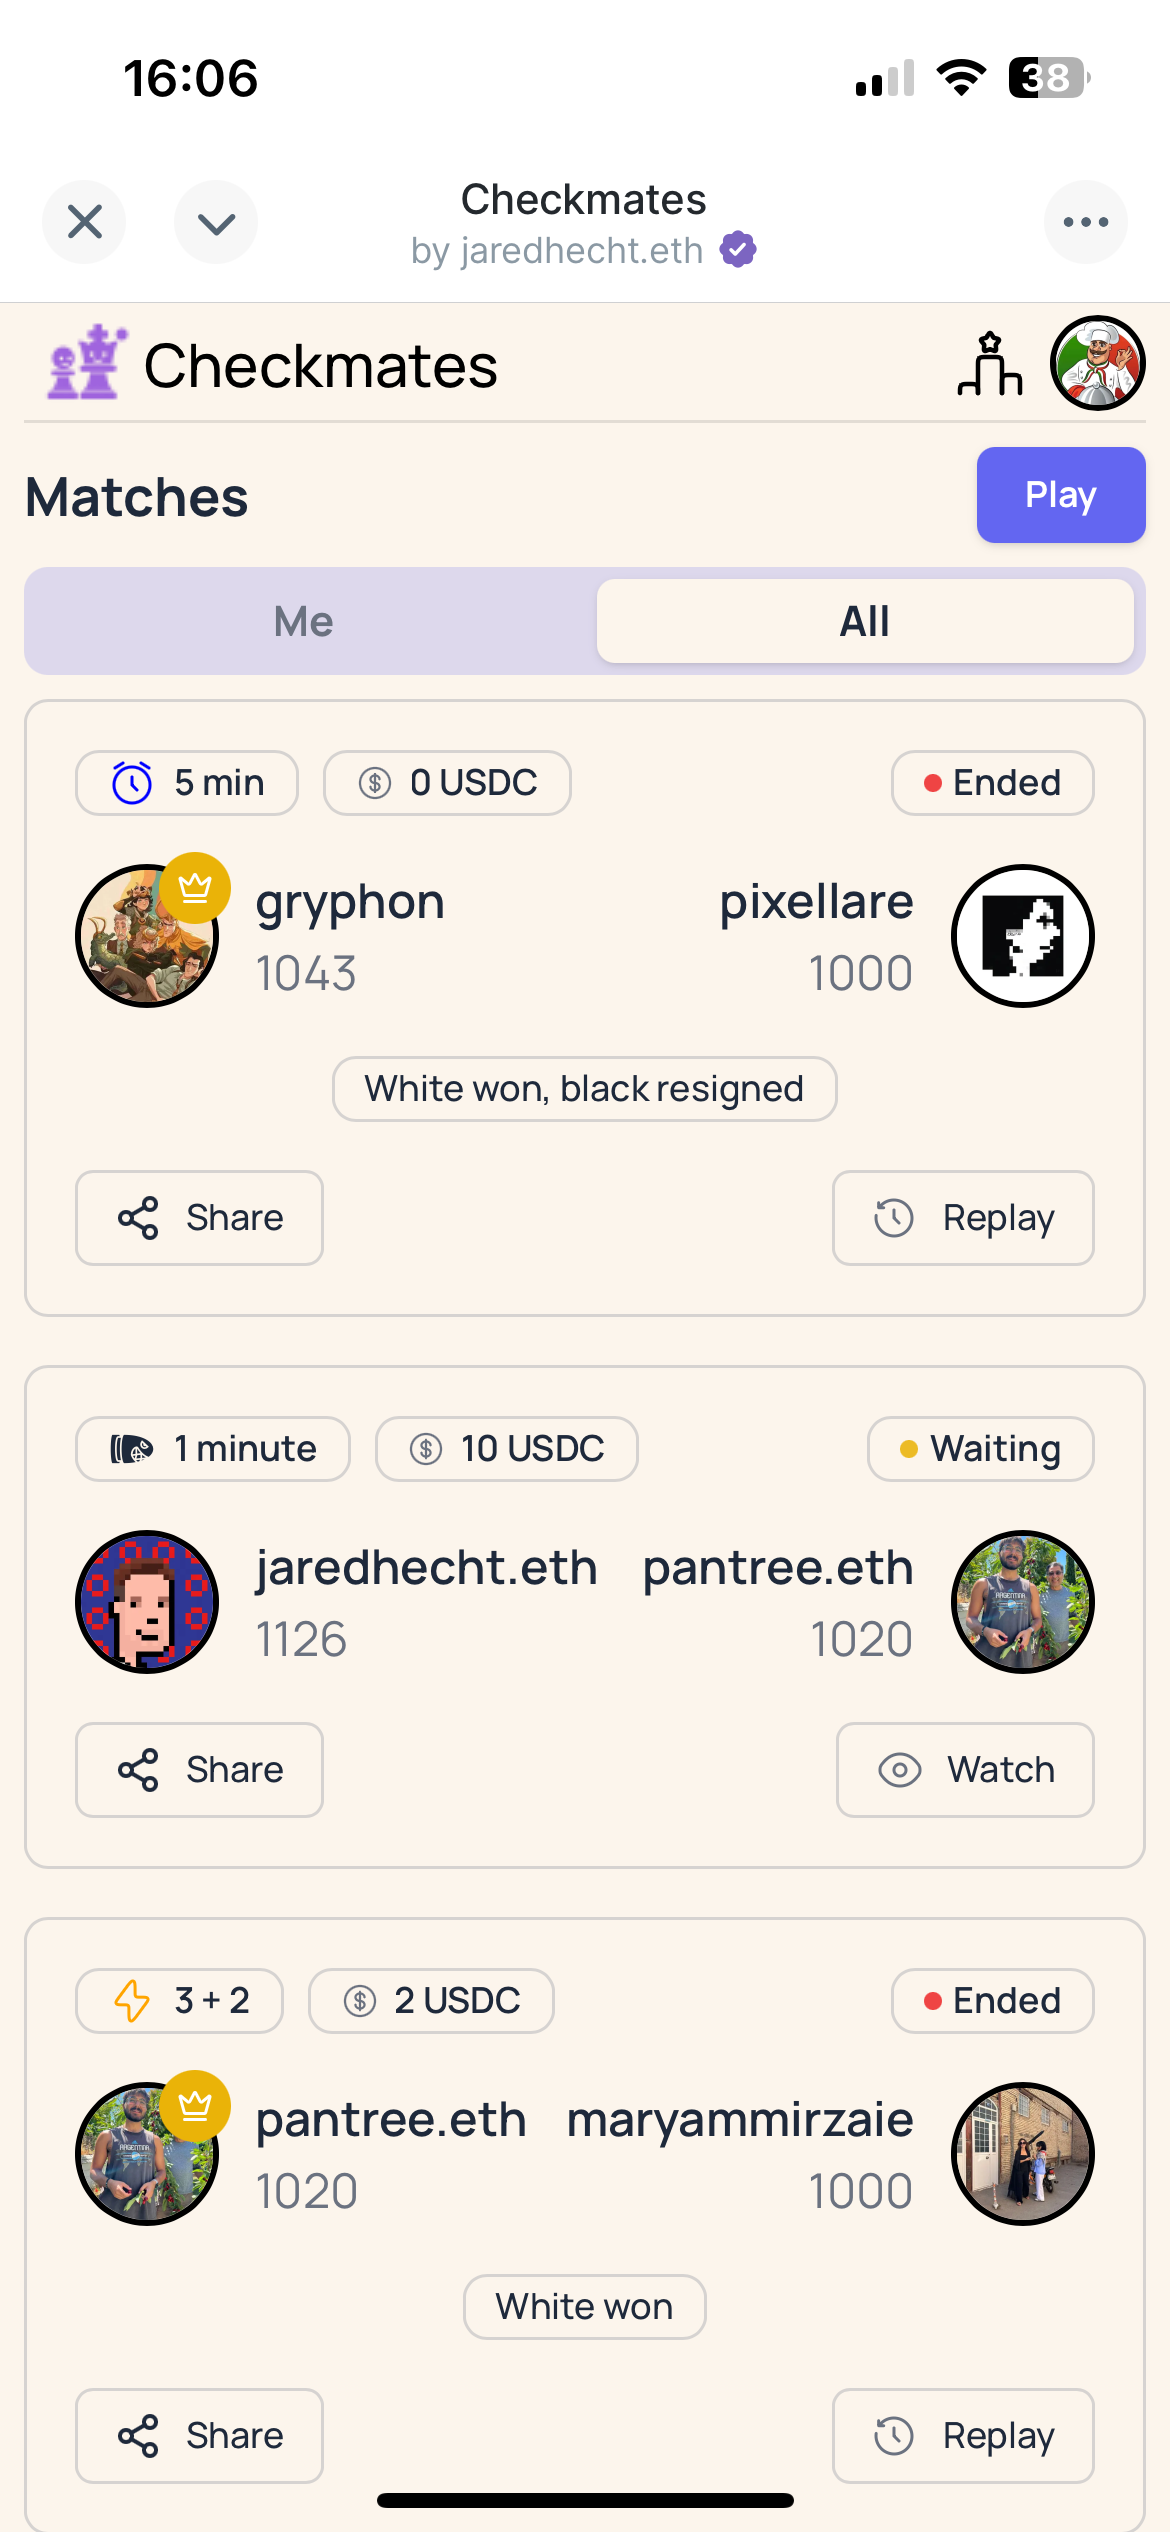 16:06
38
Checkmates
by jaredhecht.eth
Checkmates
Matches
Play
Me
All
5 min
0 USDC
Ended
gryphon
pixellare
1043
1000
White won, black resigned
Share
Replay
1 minute
10 USDC
Waiting
jaredhecht.eth
pantree.eth
1126
1020
Share
Watch
3 + 2
2 USDC
Ended
pantree.eth
maryammirzaie
1020
1000
White won
Share
Replay